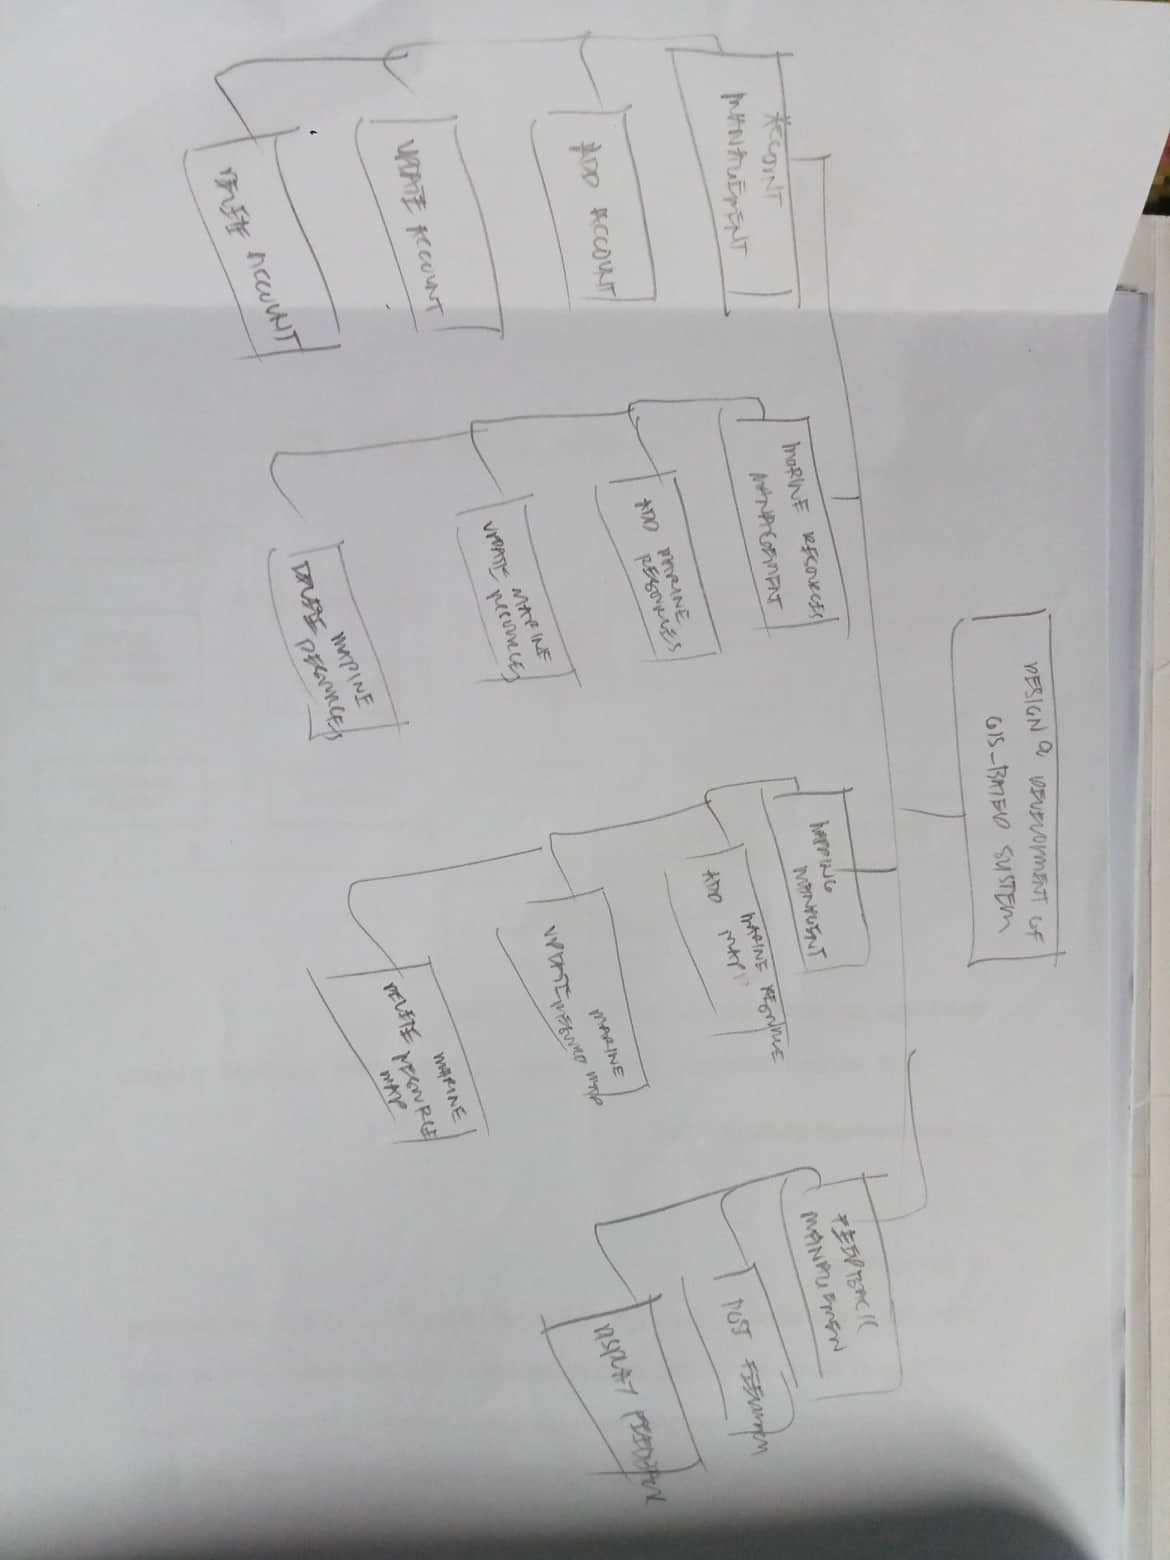 DESIGN & DEVELOPMENT OF
GIS-BASED SYSTEM
ACCOUNT
MANAGEMENT
ADD ACCOUNT
UPDATE ACCOUNT
DELETE ACCOUNT
MARINE RESOURCES
MANAGEMENT
ADD MARINE
RESOURCES
UPDATE MARINE
RESOURCES
DELETE MARINE
RESOURCES
MAPPING
MANAGENT
MARINE RESOURCE
ADD MAP
MARINE
UPDATE RESOURCE MAP
MARINE
DELETE RESOURCE
MAP
FEEDBACK
MANAGEMEN
POST FEEDBACK
DISPLAY FEEDBACK